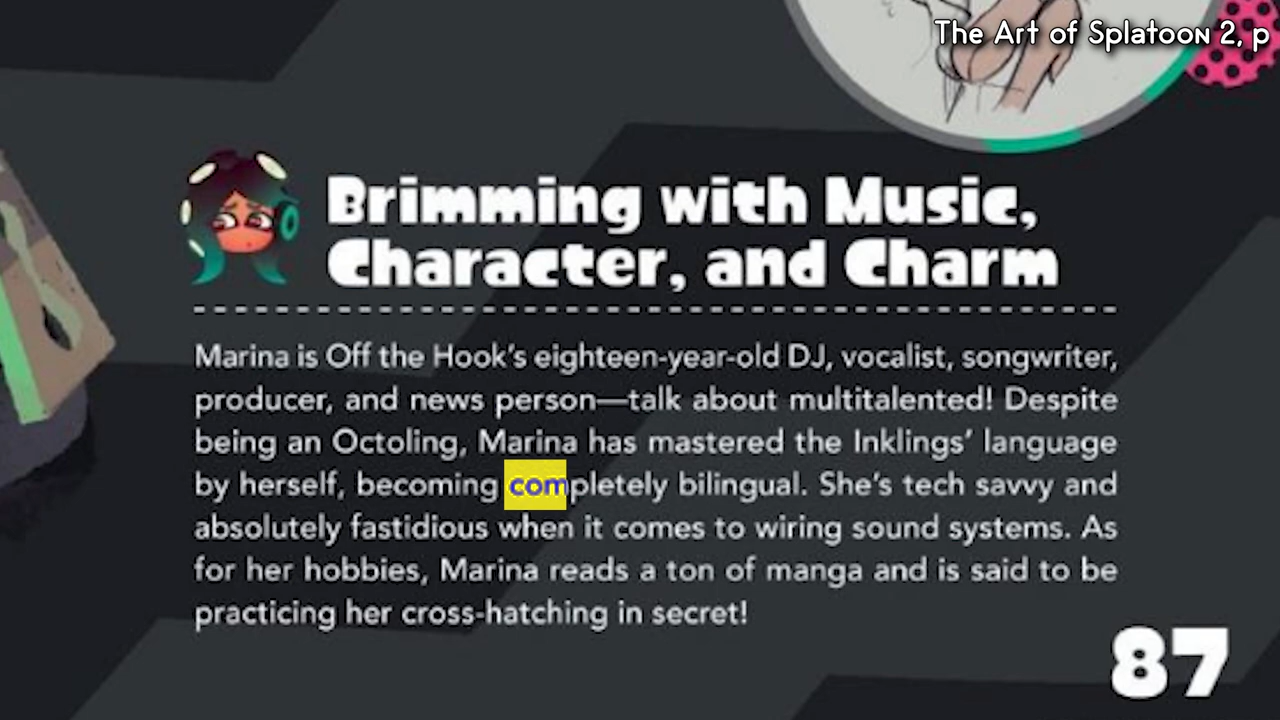 The Art of Splatoon 2, p
Brimming with Music,
Character, and Charm
Marina is Off the Hook’s eighteen-year-old DJ, vocalist, songwriter,
producer, and news person—talk about multitalented! Despite
being an Octoling, Marina has mastered the Inklings’ language
by herself, becoming completely bilingual. She’s tech savvy and
absolutely fastidious when it comes to wiring sound systems. As
for her hobbies, Marina reads a ton of manga and is said to be
practicing her cross-hatching in secret!
87